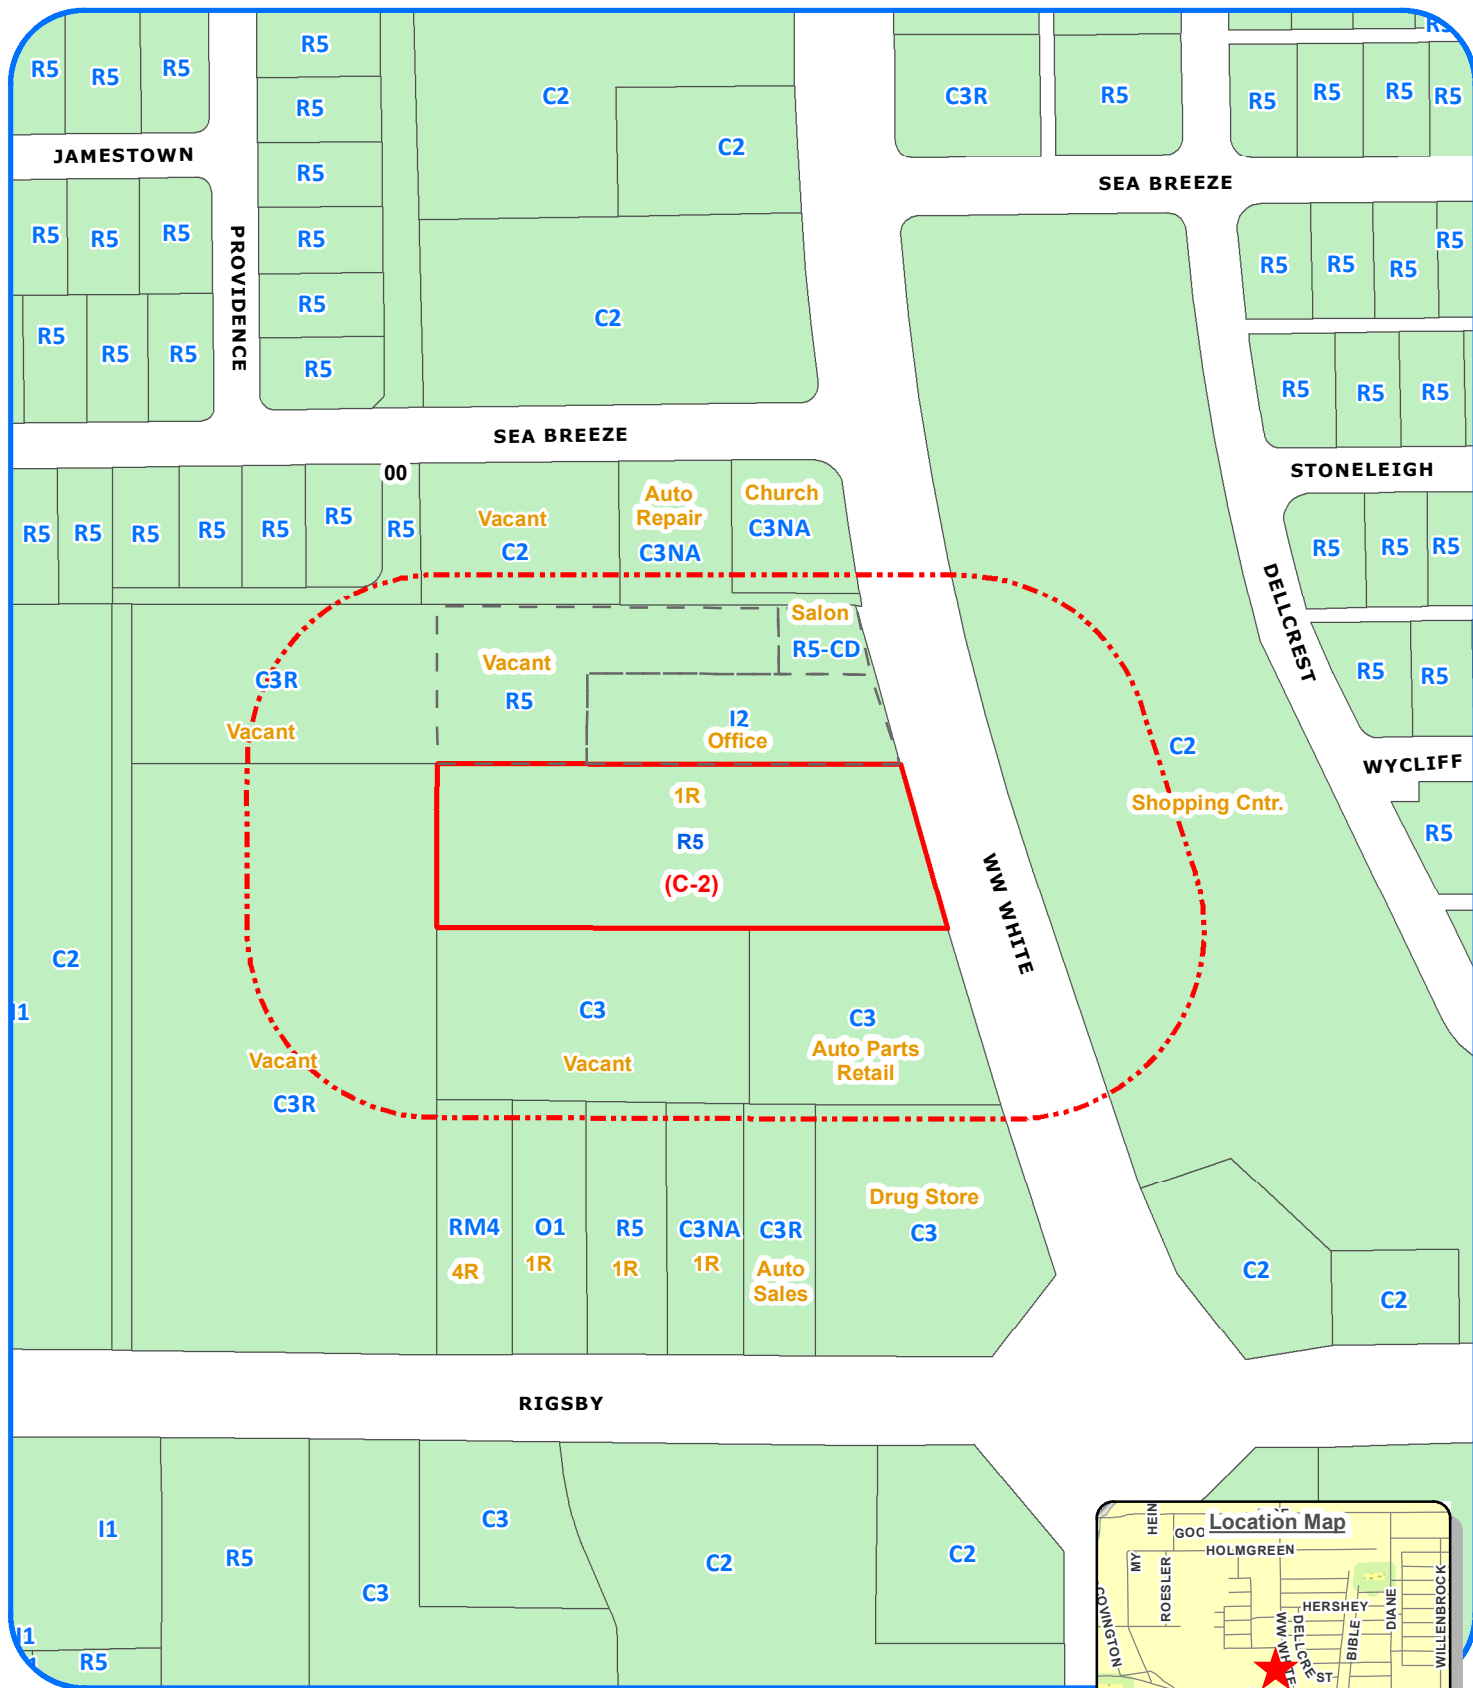 R5
R5
R5
R5
R5
C2
C2
C3R
R5
R5
R5
R5
R5
R5
JAMESTOWN
R5
R5
SEA BREEZE
R5
R5
R5
PROVIDENCE
R5
R5
C2
R5
R5
R5
R5
R5
R5
R5
R5
R5
R5
R5
R5
SEA BREEZE
00
STONELEIGH
R5
R5
R5
R5
R5
R5
R5
Vacant
C2
Auto
Repair
C3NA
Church
C3NA
R5
R5
R5
DELLCREST
C3R
Vacant
Vacant
R5
Salon
R5-CD
I2
Office
R5
R5
C2
Shopping Cntr.
WYCLIFF
R5
1R
R5
(C-2)
WW WHITE
C2
I1
C3
Vacant
C3
Auto Parts
Retail
Vacant
C3R
RM4
4R
O1
1R
R5
1R
C3NA
1R
C3R
Auto
Sales
Drug Store
C3
C2
C2
RIGSBY
I1
R5
C3
C3
C2
C2
I1
R5
Location Map
HEIN
GOO
HOLMGREEN
MY
ROESLER
COVINGTON
HERSHEY
DIANE
WILLENBROCK
BIBLE
WW WHITE
DELLCRE
ST